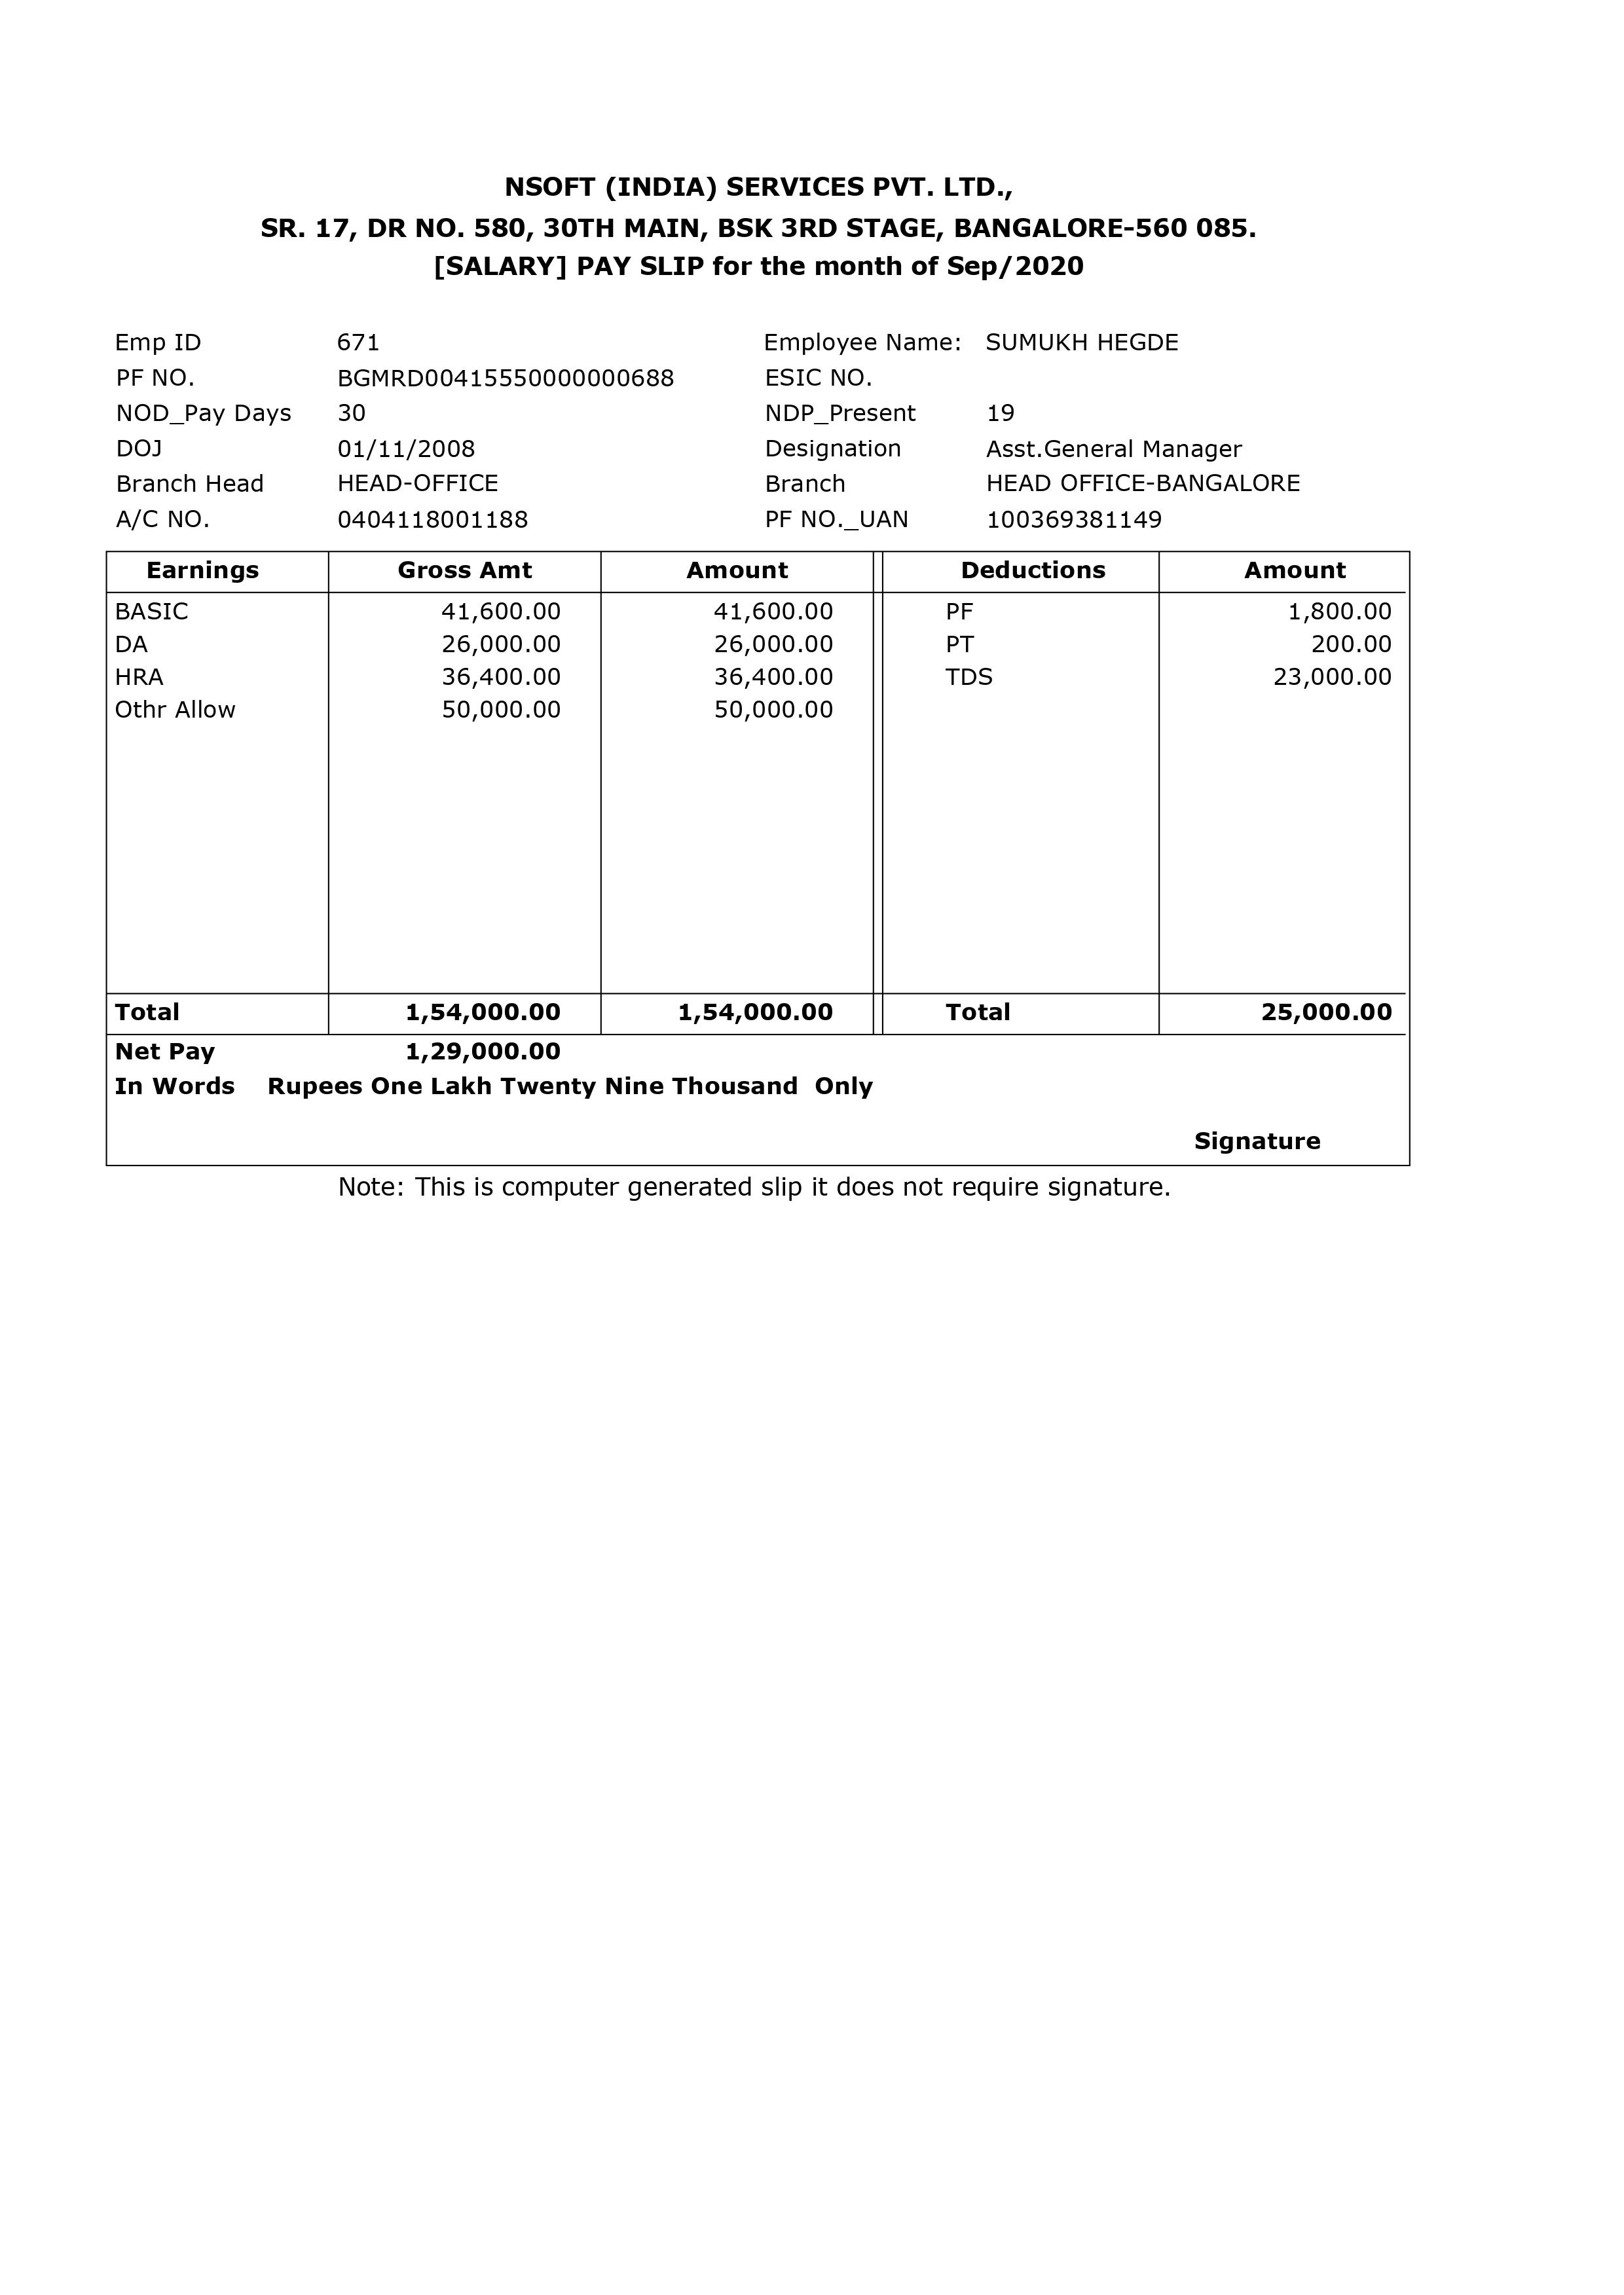 NSOFT (INDIA) SERVICES PVT. LTD.,
SR. 17, DR NO. 580, 30TH MAIN, BSK 3RD STAGE, BANGALORE-560 085.
[SALARY] PAY SLIP for the month of Sep/2020
Emp ID 671 Employee Name: SUMUKH HEGDE
PF NO. BGMRD00415550000000688 ESIC NO.
NOD_Pay Days 30 NDP_Present 19
DOJ 01/11/2008 Designation Asst.General Manager
Branch Head HEAD-OFFICE Branch HEAD OFFICE-BANGALORE
A/C NO. 0404118001188 PF NO._UAN 100369381149
Earnings Gross Amt Amount Deductions Amount
BASIC 41,600.00 41,600.00 PF 1,800.00
DA 26,000.00 26,000.00 PT 200.00
HRA 36,400.00 36,400.00 TDS 23,000.00
Othr Allow 50,000.00 50,000.00
Total 1,54,000.00 1,54,000.00 Total 25,000.00
Net Pay 1,29,000.00
In Words Rupees One Lakh Twenty Nine Thousand Only
Signature
Note: This is computer generated slip it does not require signature.